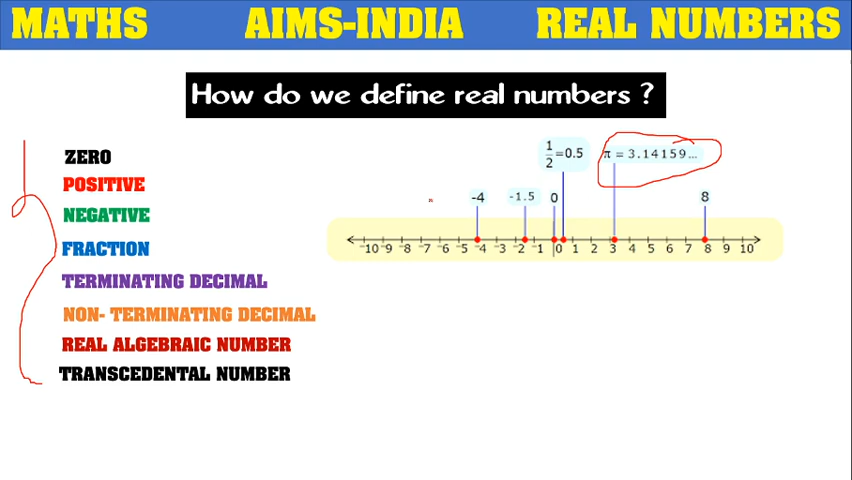 MATHS AIMS-INDIA REAL NUMBERS
How do we define real numbers ?
ZERO
POSITIVE
NEGATIVE
FRACTION
TERMINATING DECIMAL
NON- TERMINATING DECIMAL
REAL ALGEBRAIC NUMBER
TRANSCEDENTAL NUMBER
1/2=0.5 π = 3.14159...
-4 -1.5 0 8
-10 -9 -8 -7 -6 -5 -4 -3 -2 -1 0 1 2 3 4 5 6 7 8 9 10